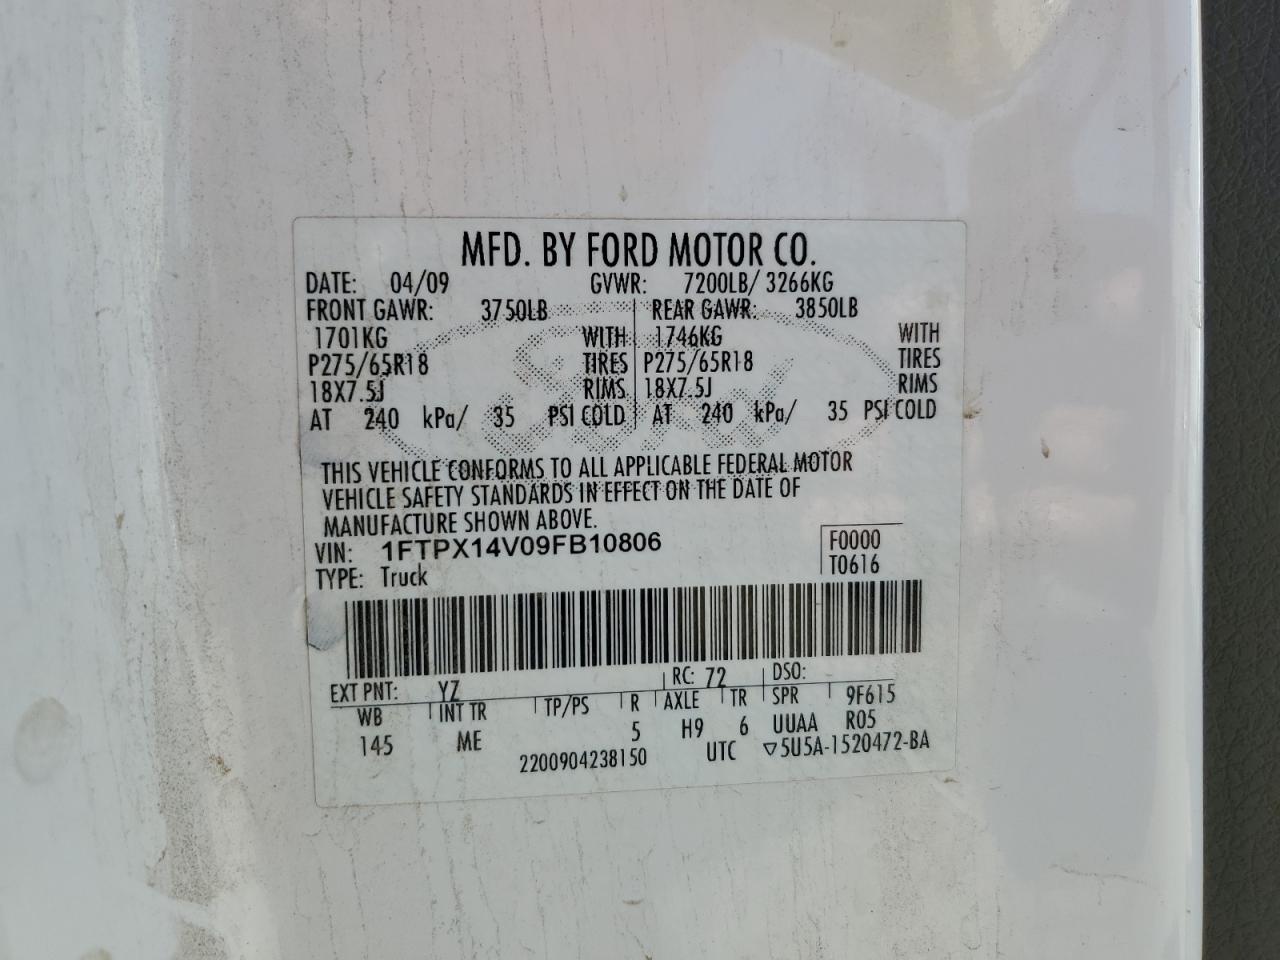 MFD. BY FORD MOTOR CO.
DATE: 04/09 GVWR: 7200LB/ 3266KG
FRONT GAWR: 3750LB REAR GAWR: 3850LB
1701KG WITH 1746KG WITH
P275/65R18 TIRES P275/65R18 TIRES
18X7.5J RIMS 18X7.5J RIMS
AT 240 kPa/ 35 PSI COLD AT 240 kPa/ 35 PSI COLD
THIS VEHICLE CONFORMS TO ALL APPLICABLE FEDERAL MOTOR
VEHICLE SAFETY STANDARDS IN EFFECT ON THE DATE OF
MANUFACTURE SHOWN ABOVE.
VIN: 1FTPX14V09FB10806 F0000
TYPE: Truck T0616
EXT PNT: YZ RC: 72 DSO:
WB INT TR TP/PS R AXLE TR SPR 9F615
145 ME 5 H9 6 UUAA R05
2200904238150 UTC ▽5U5A-1520472-BA